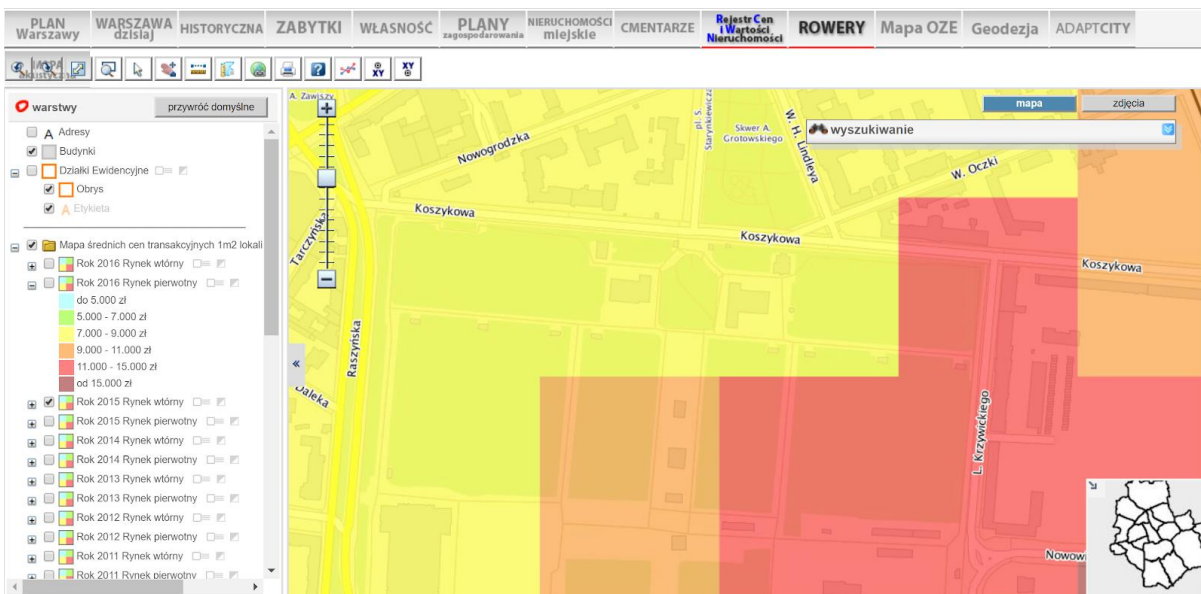 PLAN Warszawy
WARSZAWA dzisiaj
HISTORYCZNA
ZABYTKI
WŁASNOŚĆ
PLANY zagospodarowania
NIERUCHOMOŚCI miejskie
CMENTARZE
Rejestr Cen i Wartości Nieruchomości
ROWERY
Mapa OZE
Geodezja
ADAPTCITY
MAPA akustyczna
XY
XY
warstwy
przywróć domyślne
A Adresy
Budynki
Działki Ewidencyjne
Obrys
A Etykieta
Mapa średnich cen transakcyjnych 1m2 lokali
Rok 2016 Rynek wtórny
Rok 2016 Rynek pierwotny
do 5.000 zł
5.000 - 7.000 zł
7.000 - 9.000 zł
9.000 - 11.000 zł
11.000 - 15.000 zł
od 15.000 zł
Rok 2015 Rynek wtórny
Rok 2015 Rynek pierwotny
Rok 2014 Rynek wtórny
Rok 2014 Rynek pierwotny
Rok 2013 Rynek wtórny
Rok 2013 Rynek pierwotny
Rok 2012 Rynek wtórny
Rok 2012 Rynek pierwotny
Rok 2011 Rynek wtórny
Rok 2011 Rynek pierwotny
A. Zawiszy
mapa
zdjęcia
wyszukiwanie
pl. S. Starynkiewicza
Skwer A. Grotowskiego
W. H. Lindleya
Nowogrodzka
W. Oczki
Koszykowa
Koszykowa
Koszykowa
Tarczyńska
Raszyńska
«
Daleka
L. Krzywickiego
Nowowi